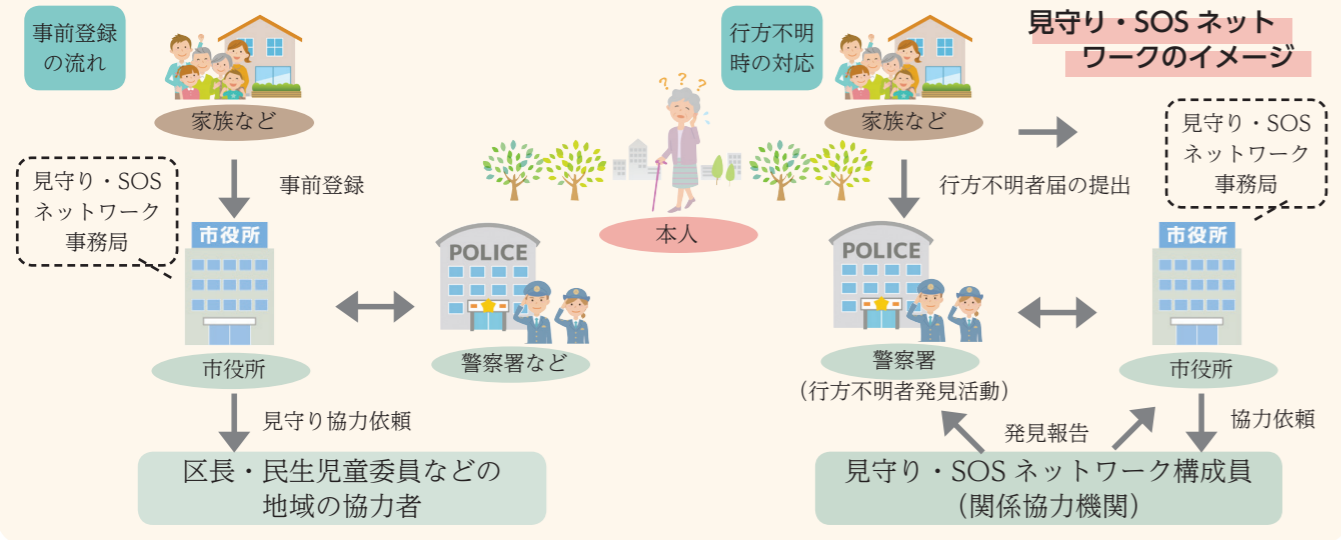 見守り・SOS ネット
ワークのイメージ
事前登録
の流れ
家族など
事前登録
見守り・SOS
ネットワーク
事務局
市役所
市役所
POLICE
警察署など
見守り協力依頼
区長・民生児童委員などの
地域の協力者
? ? ?
本人
行方不明
時の対応
家族など
行方不明者届の提出
見守り・SOS
ネットワーク
事務局
POLICE
警察署
(行方不明者発見活動)
市役所
市役所
発見報告
協力依頼
見守り・SOS ネットワーク構成員
(関係協力機関)